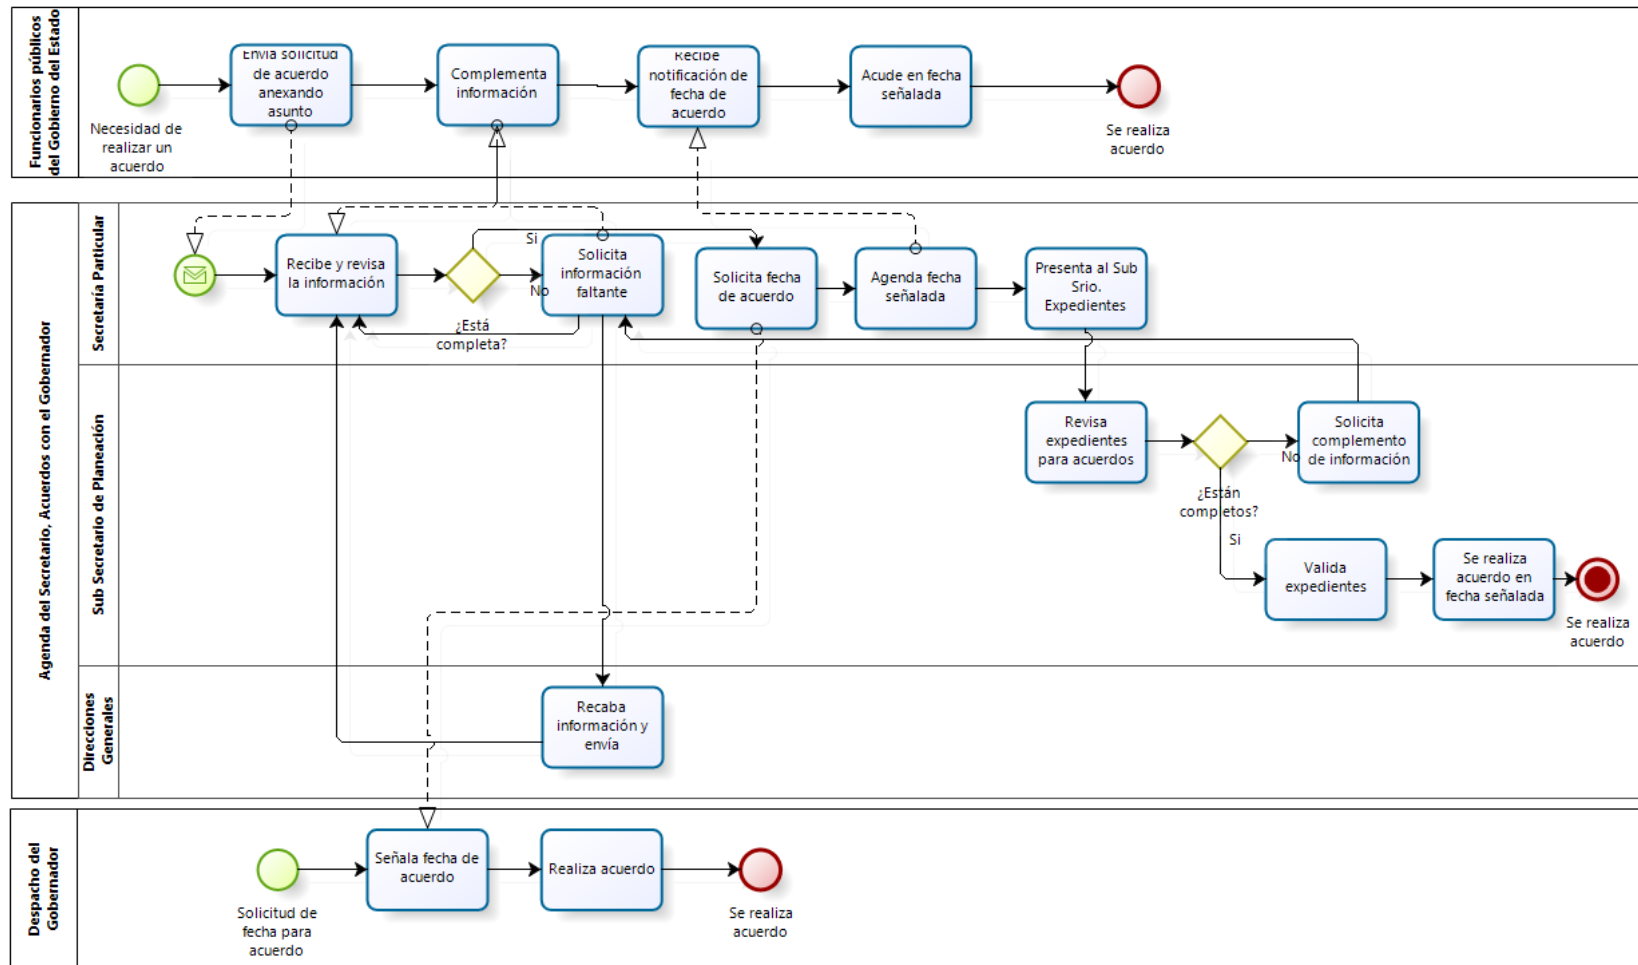 Funcionarios públicos
del Gobierno del Estado
Envía solicitud
de acuerdo
anexando
asunto
Complementa
información
Recibe
notificación de
fecha de
acuerdo
Acude en fecha
señalada
Necesidad de
realizar un
acuerdo
Se realiza
acuerdo
Agenda del Secretario, Acuerdos con el Gobernador
Secretaría Particular
Recibe y revisa
la información
Si
No
¿Está
completa?
Solicita
información
faltante
Solicita fecha
de acuerdo
Agenda fecha
señalada
Presenta al Sub
Srio.
Expedientes
Sub Secretario de Planeación
Revisa
expedientes
para acuerdos
¿Están
completos?
No
Si
Solicita
complemento
de información
Valida
expedientes
Se realiza
acuerdo en
fecha señalada
Se realiza
acuerdo
Direcciones
Generales
Recaba
información y
envía
Despacho del
Gobernador
Solicitud de
fecha para
acuerdo
Señala fecha de
acuerdo
Realiza acuerdo
Se realiza
acuerdo